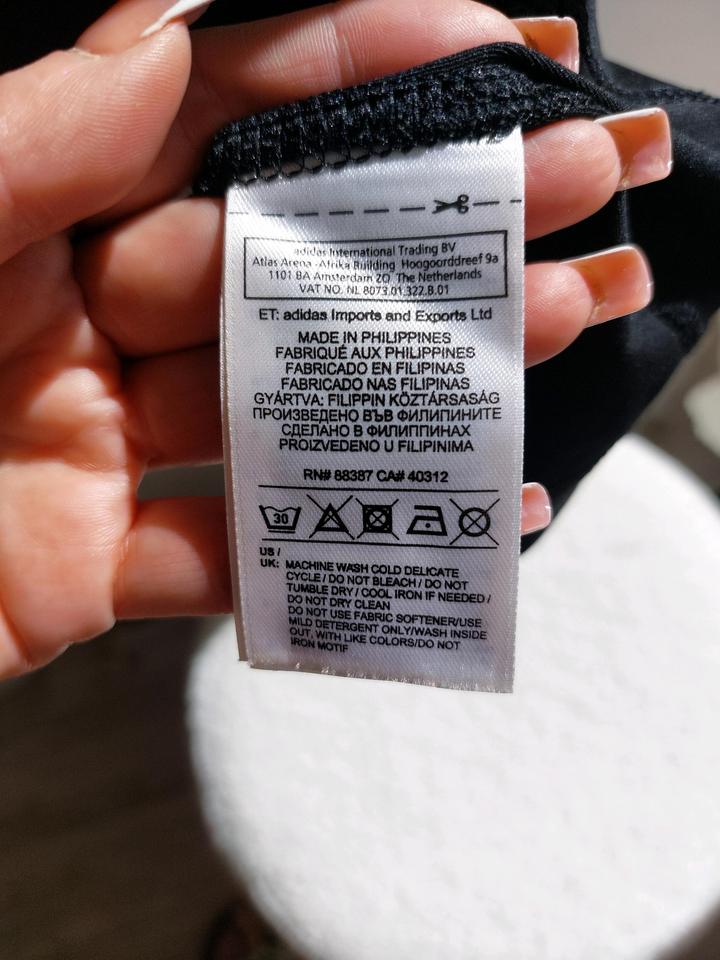 adidas International Trading BV
Atlas Arena - Afrika Building Hoogoorddreef 9a
1101 BA Amsterdam ZO The Netherlands
VAT NO. NL 8073.01.322.B.01
ET: adidas Imports and Exports Ltd
MADE IN PHILIPPINES
FABRIQUÉ AUX PHILIPPINES
FABRICADO EN FILIPINAS
FABRICADO NAS FILIPINAS
GYÁRTVA: FILIPPIN KÖZTÁRSASÁG
ПРОИЗВЕДЕНО ВЪВ ФИЛИПИНИТЕ
СДЕЛАНО В ФИЛИППИНАХ
PROIZVEDENO U FILIPINIMA
RN# 88387 CA# 40312
30
US /
UK: MACHINE WASH COLD DELICATE
CYCLE / DO NOT BLEACH / DO NOT
TUMBLE DRY / COOL IRON IF NEEDED /
DO NOT DRY CLEAN
DO NOT USE FABRIC SOFTENER/USE
MILD DETERGENT ONLY/WASH INSIDE
OUT, WITH LIKE COLORS/DO NOT
IRON MOTIF